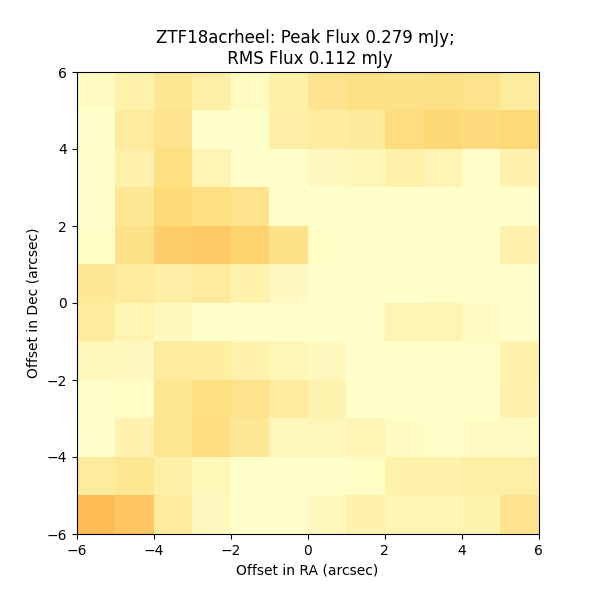 ZTF18acrheel: Peak Flux 0.279 mJy;
RMS Flux 0.112 mJy
6
4
2
0
−2
−4
−6
Offset in Dec (arcsec)
−6 −4 −2 0 2 4 6
Offset in RA (arcsec)